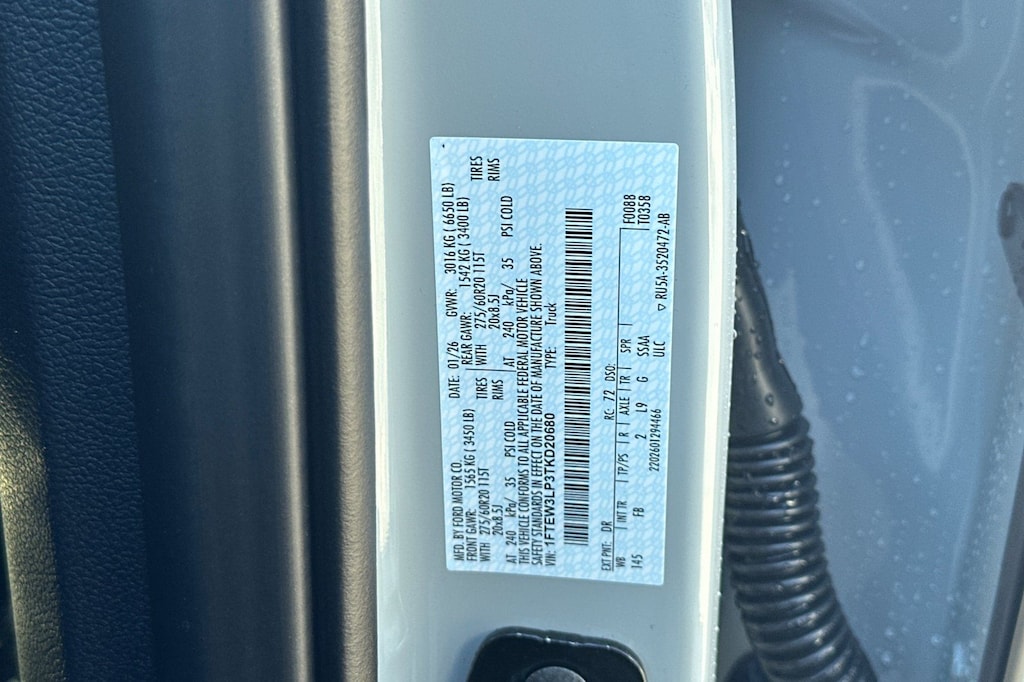 MFD. BY FORD MOTOR CO. DATE: 01/26 GVWR: 3016 KG ( 6650 LB)
FRONT GAWR: 1565 KG ( 3450 LB) REAR GAWR: 1542 KG ( 3400 LB)
WITH 275/60R20 115T TIRES WITH 275/60R20 115T TIRES
20x8.5J RIMS 20x8.5J RIMS
AT 240 kPa/ 35 PSI COLD AT 240 kPa/ 35 PSI COLD
THIS VEHICLE CONFORMS TO ALL APPLICABLE FEDERAL MOTOR VEHICLE
SAFETY STANDARDS IN EFFECT ON THE DATE OF MANUFACTURE SHOWN ABOVE.
VIN: 1FTEW3LP3TKD20680 TYPE: Truck
EXT PNT: DR RC: 72 DSO: F0088
WB INT TR TP/PS R AXLE TR SPR T0358
145 FB 2 L9 G SSAA
2202601294466 ULC ▽ RU5A-3520472-AB